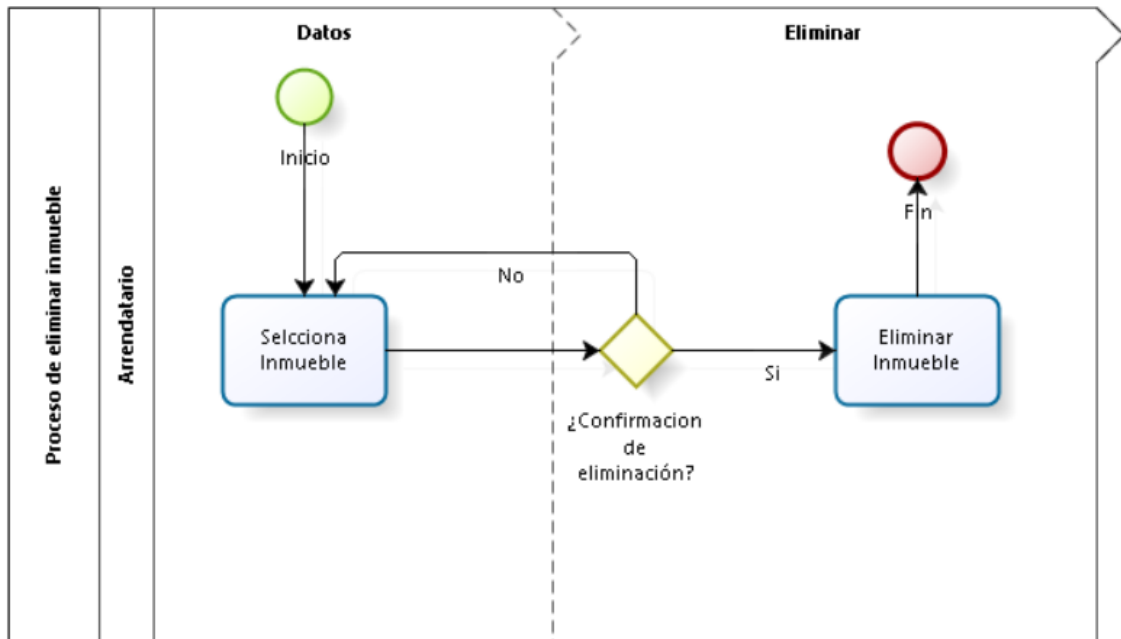 Proceso de eliminar inmueble
Arrendatario
Datos
Eliminar
Inicio
Fin
No
Selcciona
Inmueble
Si
Eliminar
Inmueble
¿Confirmacion
de
eliminación?